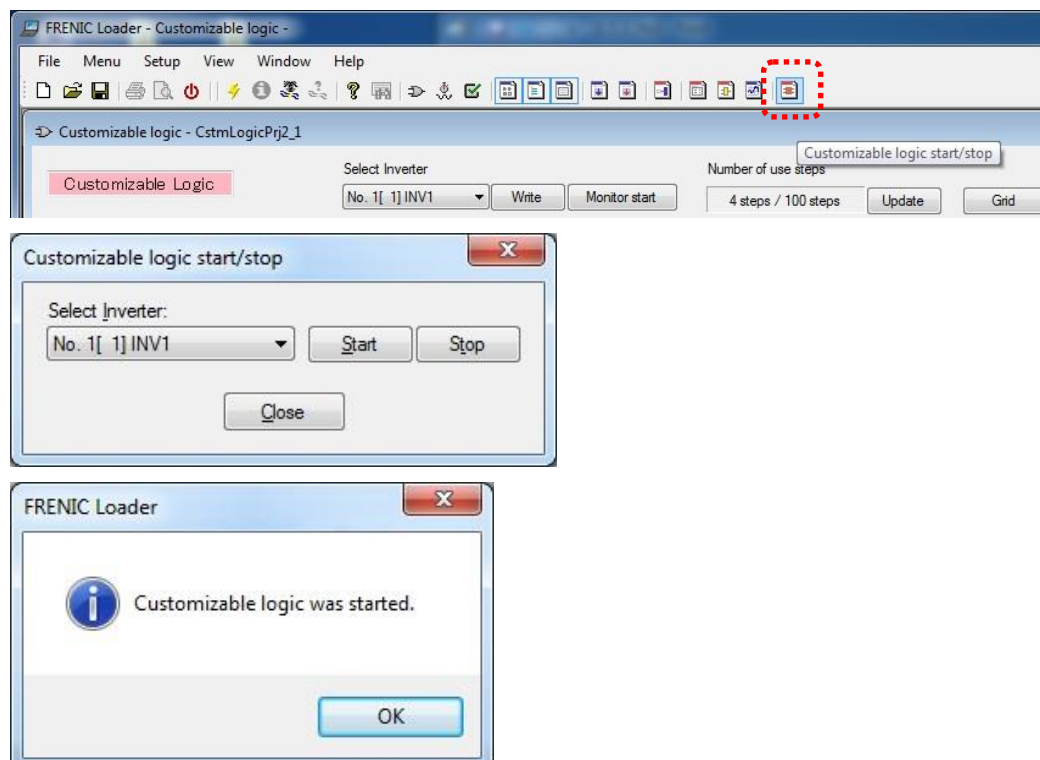 FRENIC Loader - Customizable logic -
File Menu Setup View Window Help
Customizable logic - CstmLogicPrj2_1
Customizable logic start/stop
Select Inverter
Number of use steps
Customizable Logic
No. 1[ 1] INV1 Write Monitor start 4 steps / 100 steps Update Grid
Customizable logic start/stop
Select Inverter:
No. 1[ 1] INV1 Start Stop
Close
FRENIC Loader
Customizable logic was started.
OK